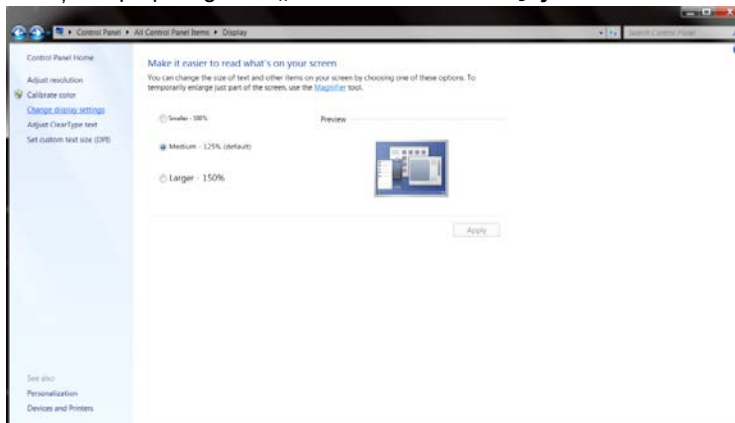 Control Panel ▸ All Control Panel Items ▸ Display
Search Control Panel
Control Panel Home
Adjust resolution
Calibrate color
Change display settings
Adjust ClearType text
Set custom text size (DPI)
Make it easier to read what's on your screen
You can change the size of text and other items on your screen by choosing one of these options. To
temporarily enlarge just part of the screen, use the Magnifier tool.
Smaller - 100%
Preview
Medium - 125% (default)
Larger - 150%
Apply
See also
Personalization
Devices and Printers